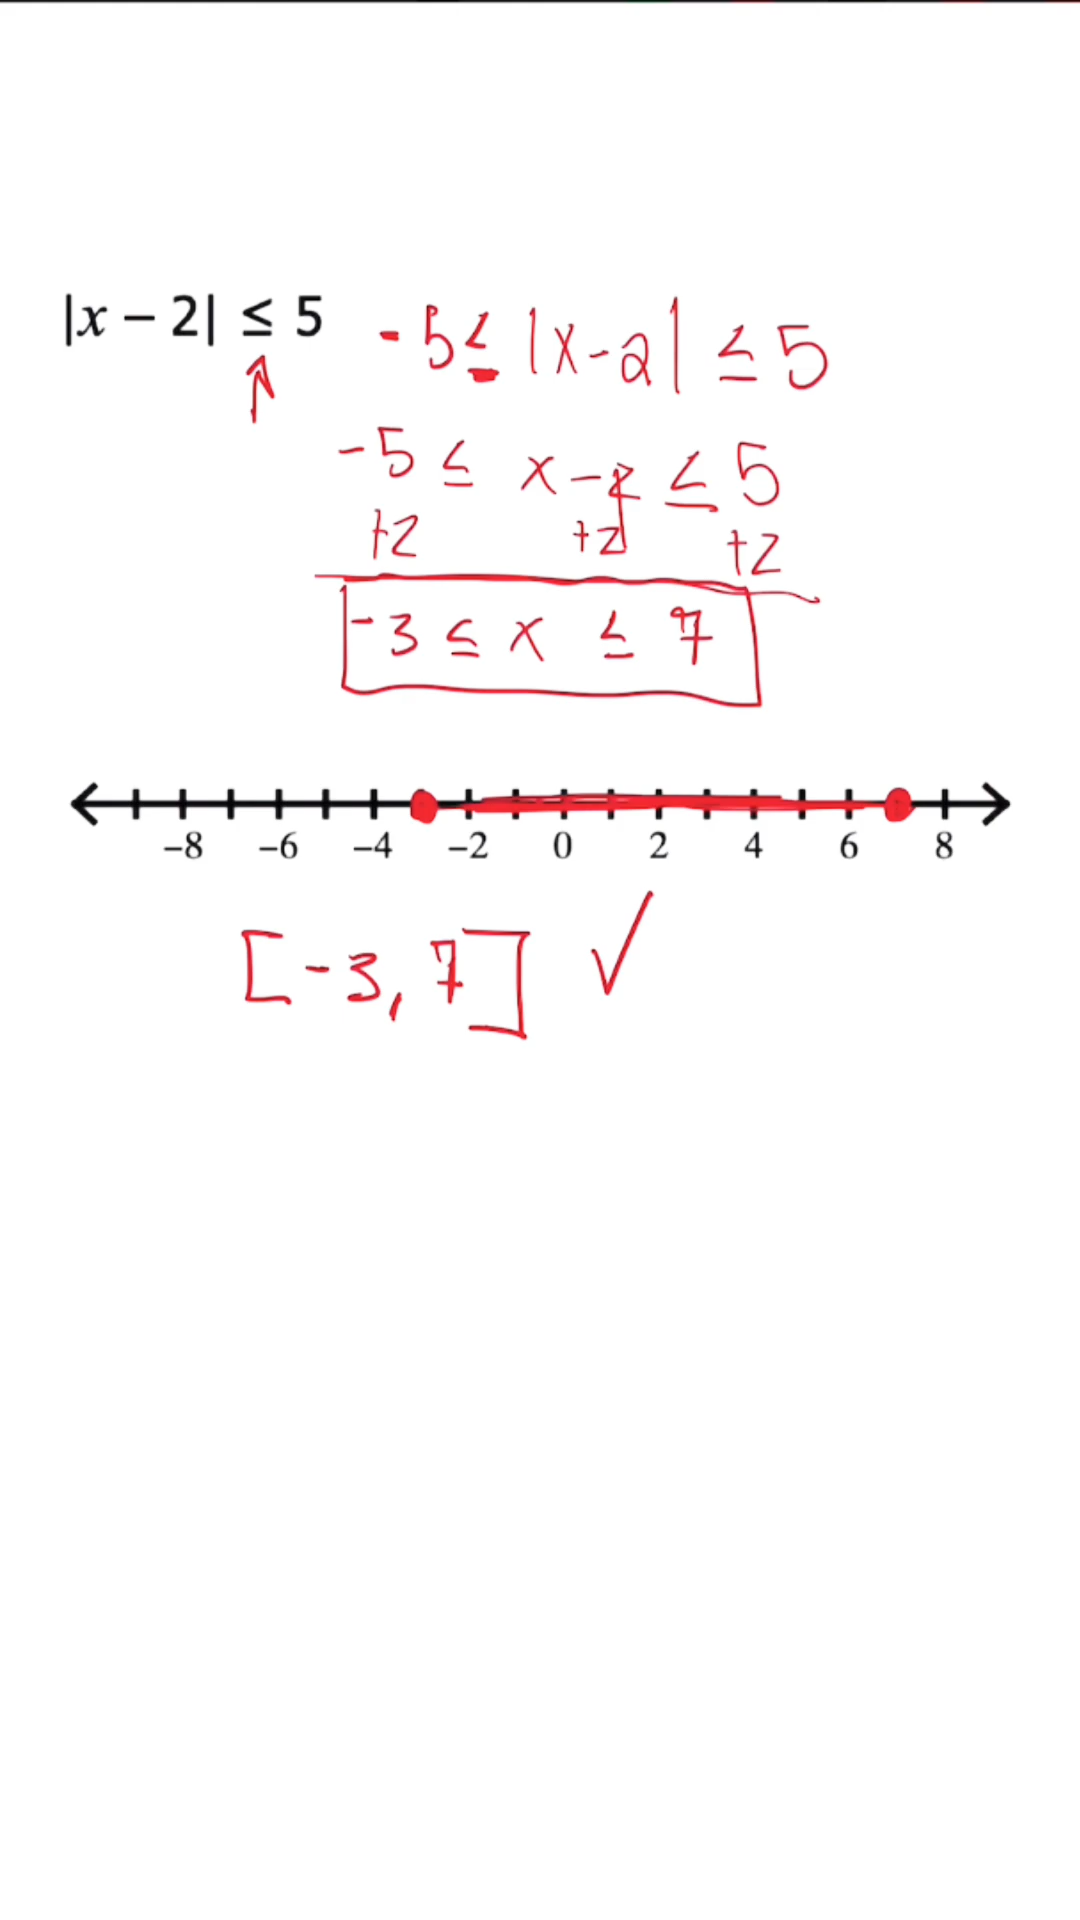 |x − 2| ≤ 5 -5 ≤ |x-2| ≤ 5
-5 ≤ x-2 ≤ 5
+2 +2 +2
-3 ≤ x ≤ 7
−8 −6 −4 −2 0 2 4 6 8
[-3, 7] ✓